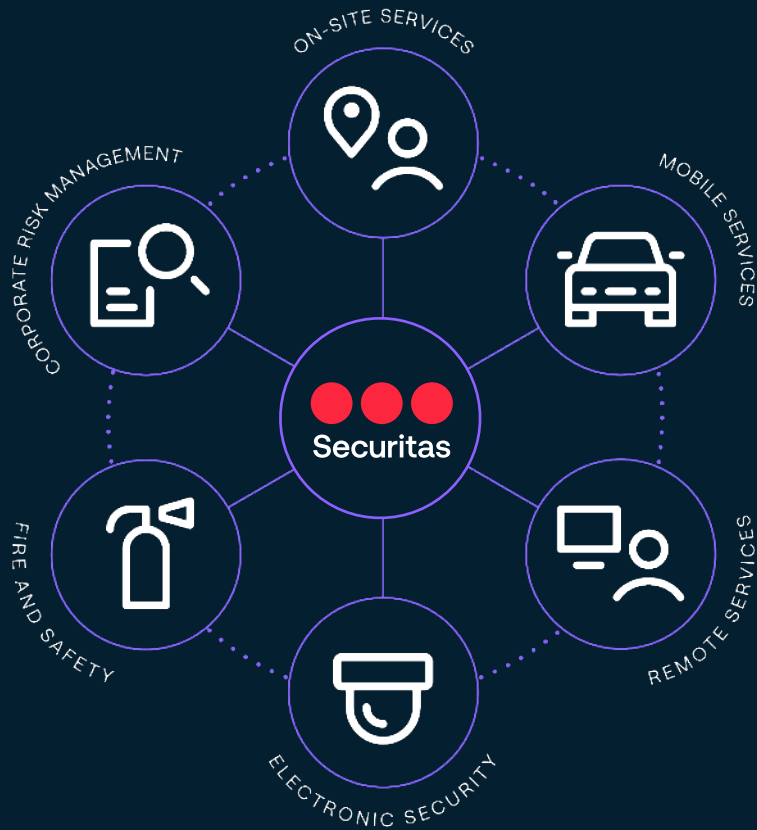 ON-SITE SERVICES
MOBILE SERVICES
REMOTE SERVICES
ELECTRONIC SECURITY
FIRE AND SAFETY
CORPORATE RISK MANAGEMENT
Securitas